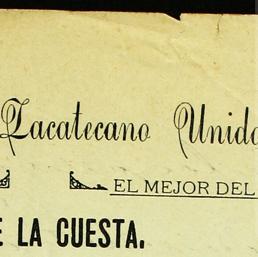 Zacatecano Unido
EL MEJOR DEL
E LA CUESTA.